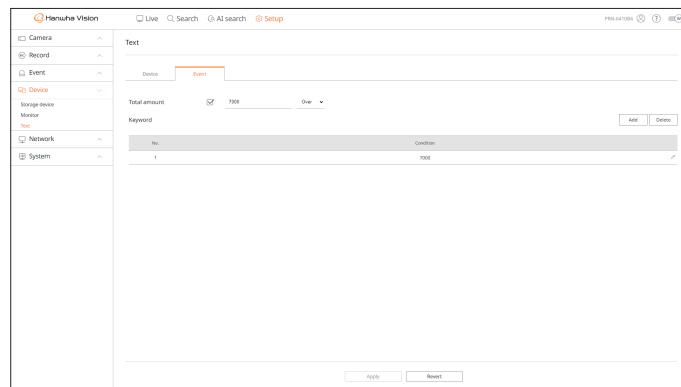 Hanwha Vision
Live Search AI search Setup
PRN-6410B4
Camera
Record
Event
Device
Storage device
Monitor
Text
Network
System
Text
Device Event
Total amount 7000 Over
Keyword Add Delete
No. Condition
1 7000
Apply Revert